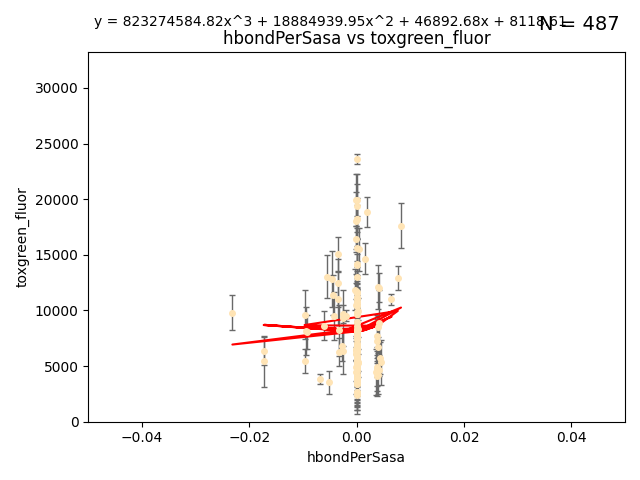 y = 823274584.82x^3 + 18884939.95x^2 + 46892.68x + 8118.61
N = 487
hbondPerSasa vs toxgreen_fluor
30000
25000
20000
15000
10000
5000
0
toxgreen_fluor
−0.04 −0.02 0.00 0.02 0.04
hbondPerSasa